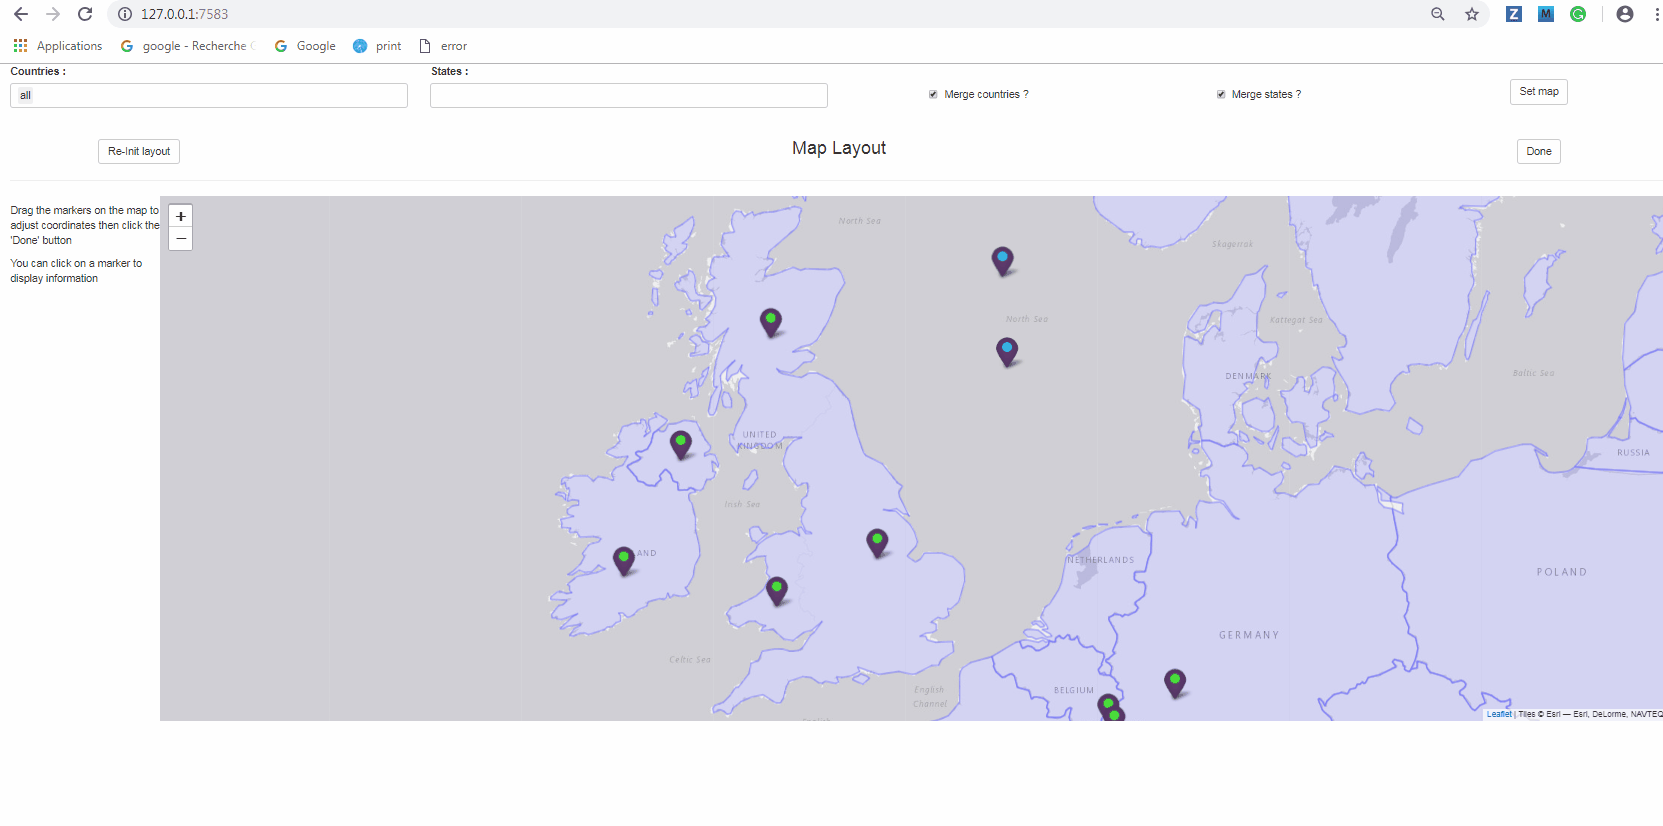 127.0.0.1:7583
Applications
google - Recherche
Google
print
error
Countries :
States :
all
Merge countries ?
Merge states ?
Set map
Re-Init layout
Map Layout
Done
Drag the markers on the map to
adjust coordinates then click the
'Done' button
You can click on a marker to
display information
+
−
North Sea
Skagerrak
North Sea
Kattegat Sea
DENMARK
Baltic Sea
UNITED
KINGDOM
RUSSIA
Irish Sea
AND
NETHERLANDS
POLAND
GERMANY
Celtic Sea
BELGIUM
English
Channel
English
Leaflet | Tiles © Esri — Esri, DeLorme, NAVTEQ